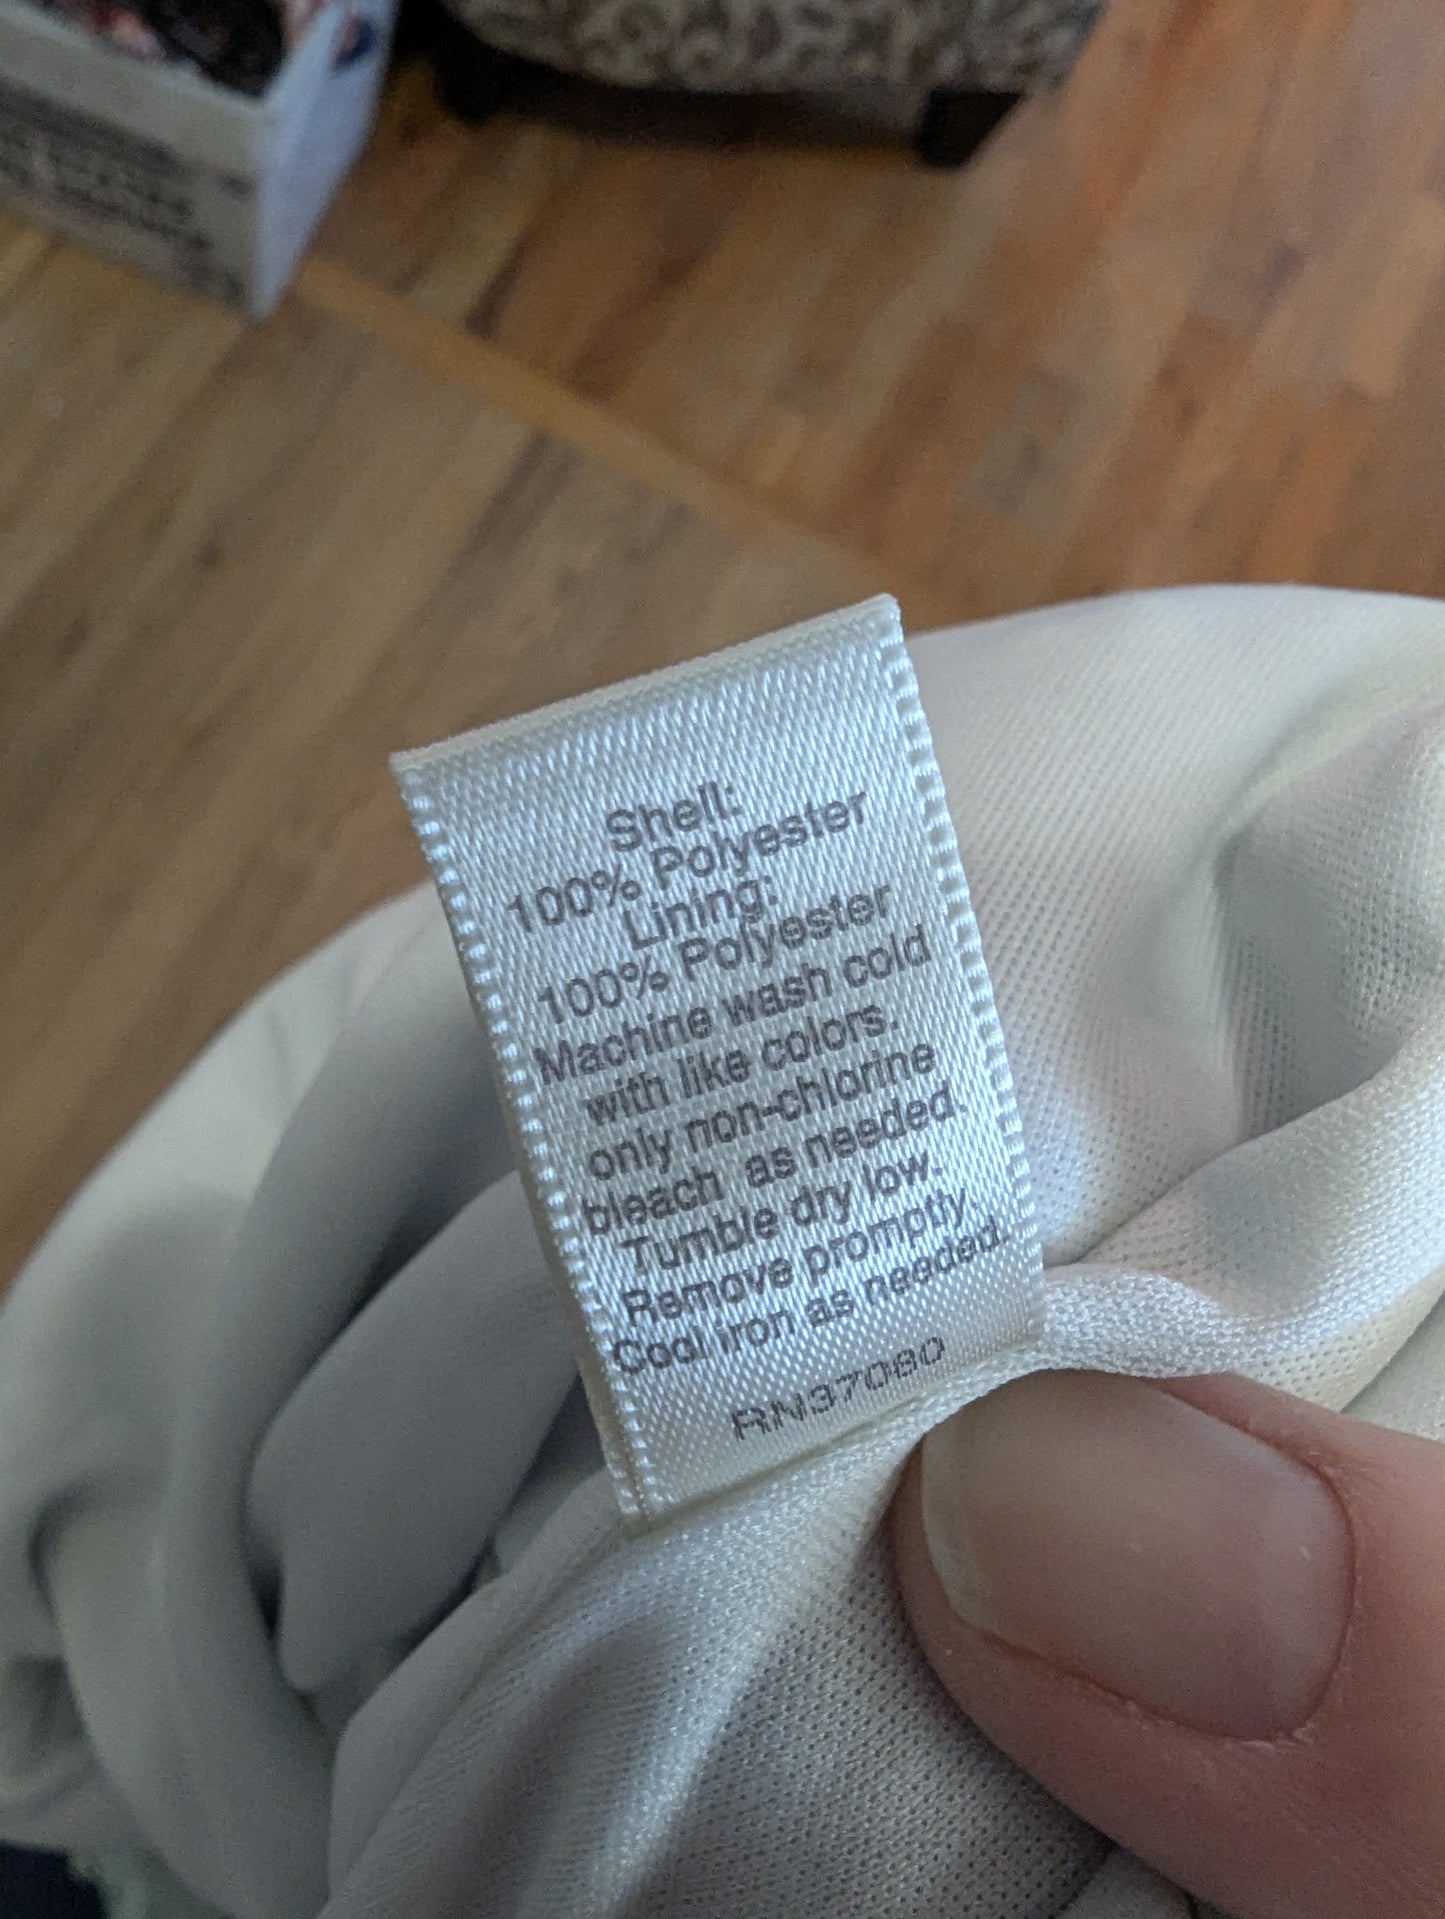 Shell:
100% Polyester
Lining:
100% Polyester
Machine wash cold
with like colors.
only non-chlorine
bleach as needed.
Tumble dry low.
Remove promptly.
Cool iron as needed.
RN37080